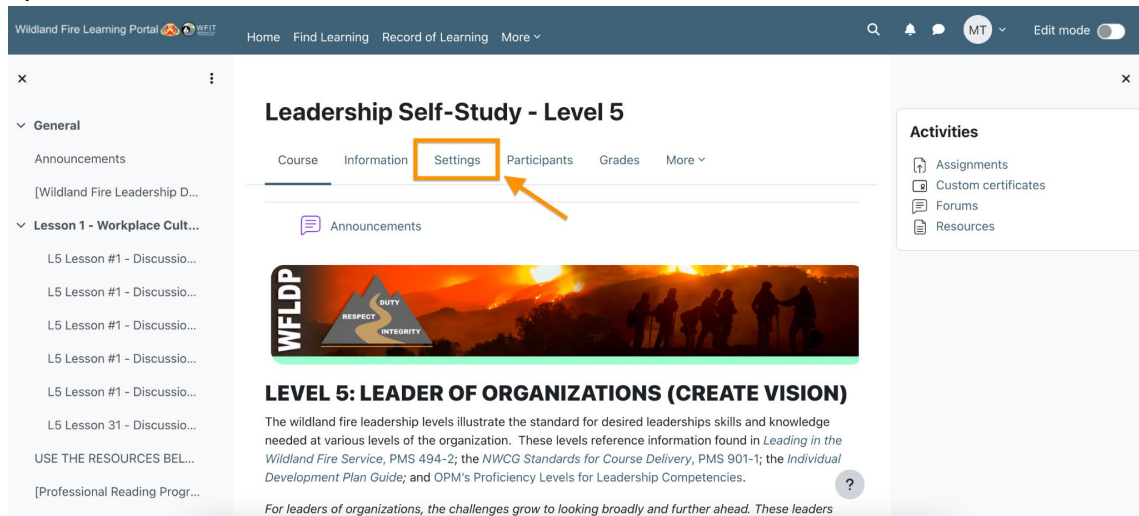 Wildland Fire Learning Portal WFIT
Home Find Learning Record of Learning More
MT
Edit mode
General
Announcements
[Wildland Fire Leadership D...
Lesson 1 - Workplace Cult...
L5 Lesson #1 - Discussio...
L5 Lesson #1 - Discussio...
L5 Lesson #1 - Discussio...
L5 Lesson #1 - Discussio...
L5 Lesson #1 - Discussio...
L5 Lesson 31 - Discussio...
USE THE RESOURCES BEL...
[Professional Reading Progr...
Leadership Self-Study - Level 5
Course Information Settings Participants Grades More
Announcements
WFLDP
DUTY
RESPECT
INTEGRITY
LEVEL 5: LEADER OF ORGANIZATIONS (CREATE VISION)
The wildland fire leadership levels illustrate the standard for desired leaderships skills and knowledge
needed at various levels of the organization. These levels reference information found in Leading in the
Wildland Fire Service, PMS 494-2; the NWCG Standards for Course Delivery, PMS 901-1; the Individual
Development Plan Guide; and OPM's Proficiency Levels for Leadership Competencies.
For leaders of organizations, the challenges grow to looking broadly and further ahead. These leaders
?
Activities
Assignments
Custom certificates
Forums
Resources